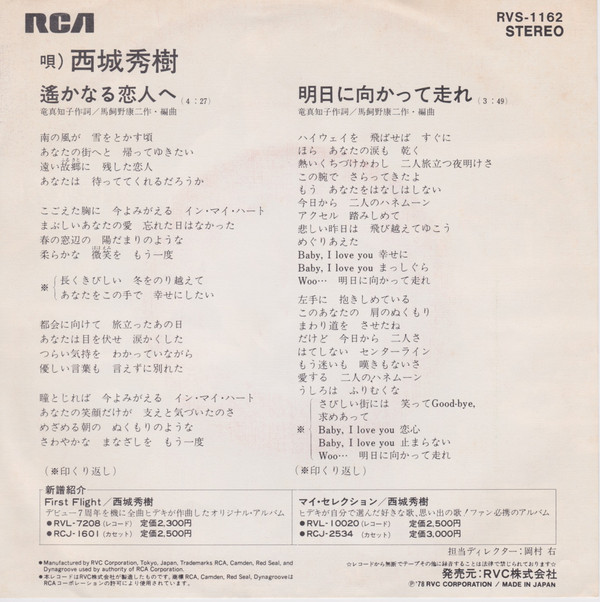 RCA
RVS-1162
STEREO
唄) 西城秀樹
遙かなる恋人へ(4:27)
竜真知子作詞/馬飼野康二作・編曲
南の風が 雪をとかす頃
あなたの街へと 帰ってゆきたい
遠い故郷に 残した恋人
あなたは 待っててくれるだろうか
こごえた胸に 今よみがえる イン・マイ・ハート
まぶしいあなたの愛 忘れた日はなかった
春の窓辺の 陽だまりのような
柔らかな 微笑を もう一度
※ 長くきびしい 冬をのり越えて
あなたをこの手で 幸せにしたい
都会に向けて 旅立ったあの日
あなたは目を伏せ 涙かくした
つらい気持を わかっていながら
優しい言葉も 言えずに別れた
瞳とじれば 今よみがえる イン・マイ・ハート
あなたの笑顔だけが 支えと気づいたのさ
めざめる朝の ぬくもりのような
さわやかな まなざしを もう一度
(※印くり返し)
明日に向かって走れ(3:49)
竜真知子作詞/馬飼野康二作・編曲
ハイウェイを 飛ばせば すぐに
ほら あなたの涙も 乾く
熱いくちづけかわし 二人旅立つ夜明けさ
この腕で さらってきたよ
もう あなたをはなしはしない
今日から 二人のハネムーン
アクセル 踏みしめて
悲しい昨日は 飛び越えてゆこう
めぐりあえた
Baby, I love you 幸せに
Baby, I love you まっしぐら
Woo… 明日に向かって走れ
左手に 抱きしめている
このあなたの 肩のぬくもり
まわり道を させたね
だけど 今日から 二人さ
はてしない センターライン
もう迷いも 嘆きもないさ
愛する 二人のハネムーン
うしろは ふりむくな
さびしい街には 笑ってGood-bye,
求めあって
※ Baby, I love you 恋心
Baby, I love you 止まらない
Woo… 明日に向かって走れ
(※印くり返し)
新譜紹介
First Flight/西城秀樹
デビュー7周年を機に全曲ヒデキが作曲したオリジナル・アルバム
●RVL-7208(レコード) 定価2,300円
●RCJ-1601(カセット) 定価2,500円
マイ・セレクション/西城秀樹
ヒデキが自分で選んだ好きな歌、思い出の歌!ファン必携のアルバム
●RVL-10020(レコード) 定価2,500円
●RCJ-2534(カセット) 定価3,000円
担当ディレクター:岡村 右
●Manufactured by RVC Corporation, Tokyo, Japan, Trademarks RCA, Camden, Red Seal, and
Dynagroove used by authority of RCA Corporation.
●本レコードはRVC株式会社が製造したものです。商標 RCA, Camden, Red Seal, Dynagrooveは
RCAコーポレーションの許可により使用されています。
☆レコードから無断でテープその他に録音することは法律で禁じられております☆
発売元:RVC株式会社
Ⓟ'78 RVC CORPORATION / MADE IN JAPAN